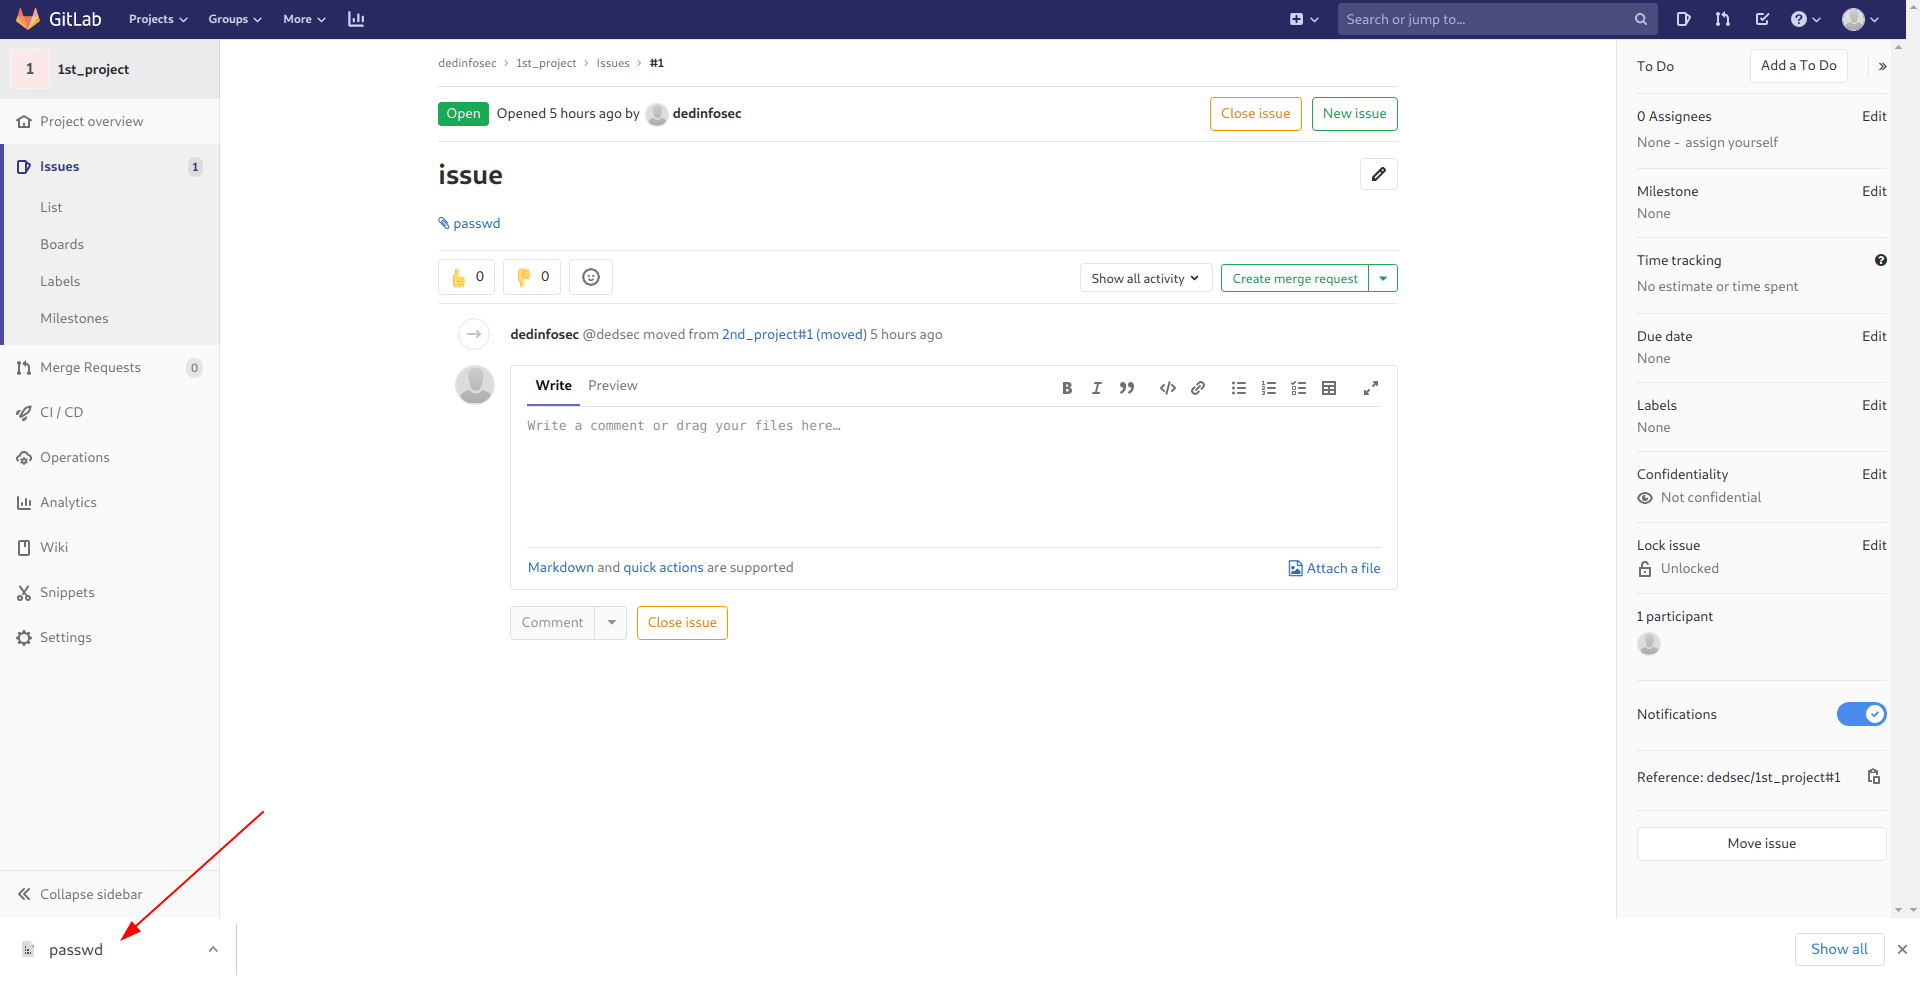 GitLab Projects Groups More Search or jump to...
1 1st_project
Project overview
Issues 1
List
Boards
Labels
Milestones
Merge Requests 0
CI / CD
Operations
Analytics
Wiki
Snippets
Settings
Collapse sidebar
dedinfosec › 1st_project › Issues › #1
Open Opened 5 hours ago by dedinfosec Close issue New issue
issue
passwd
0 0 Show all activity Create merge request
dedinfosec @dedsec moved from 2nd_project#1 (moved) 5 hours ago
Write Preview
Write a comment or drag your files here…
Markdown and quick actions are supported Attach a file
Comment Close issue
To Do Add a To Do »
0 Assignees Edit
None - assign yourself
Milestone Edit
None
Time tracking
No estimate or time spent
Due date Edit
None
Labels Edit
None
Confidentiality Edit
Not confidential
Lock issue Edit
Unlocked
1 participant
Notifications
Reference: dedsec/1st_project#1
Move issue
passwd Show all